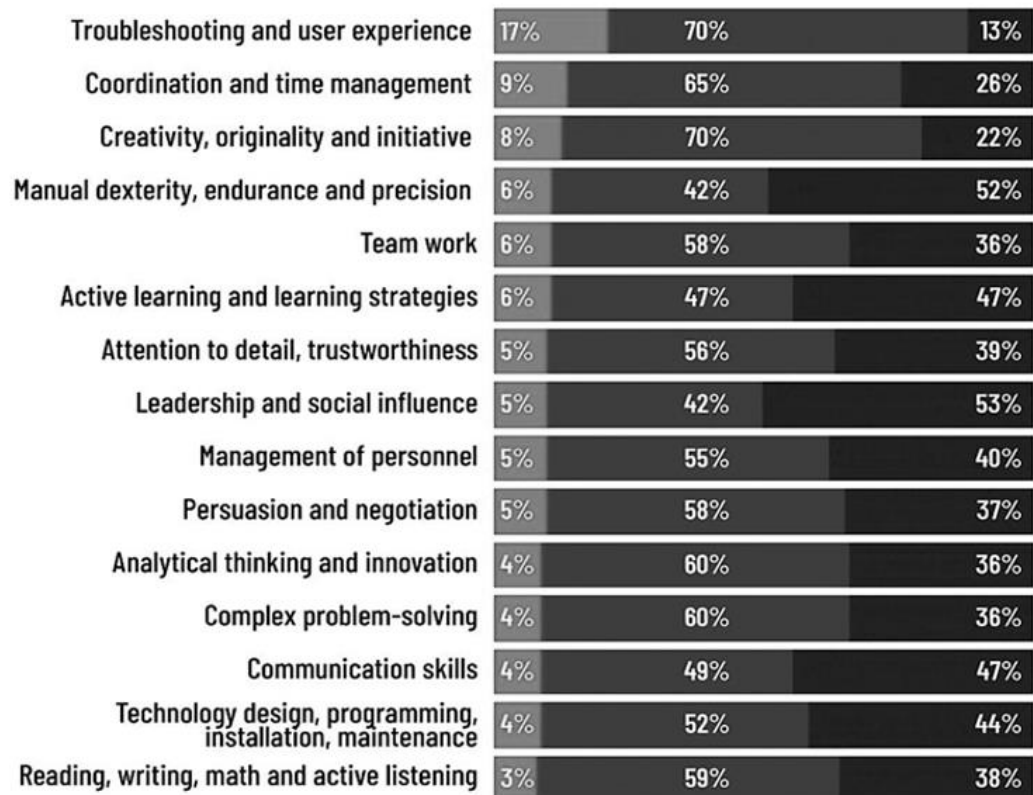 Troubleshooting and user experience 17% 70% 13%
Coordination and time management 9% 65% 26%
Creativity, originality and initiative 8% 70% 22%
Manual dexterity, endurance and precision 6% 42% 52%
Team work 6% 58% 36%
Active learning and learning strategies 6% 47% 47%
Attention to detail, trustworthiness 5% 56% 39%
Leadership and social influence 5% 42% 53%
Management of personnel 5% 55% 40%
Persuasion and negotiation 5% 58% 37%
Analytical thinking and innovation 4% 60% 36%
Complex problem-solving 4% 60% 36%
Communication skills 4% 49% 47%
Technology design, programming,
installation, maintenance 4% 52% 44%
Reading, writing, math and active listening 3% 59% 38%